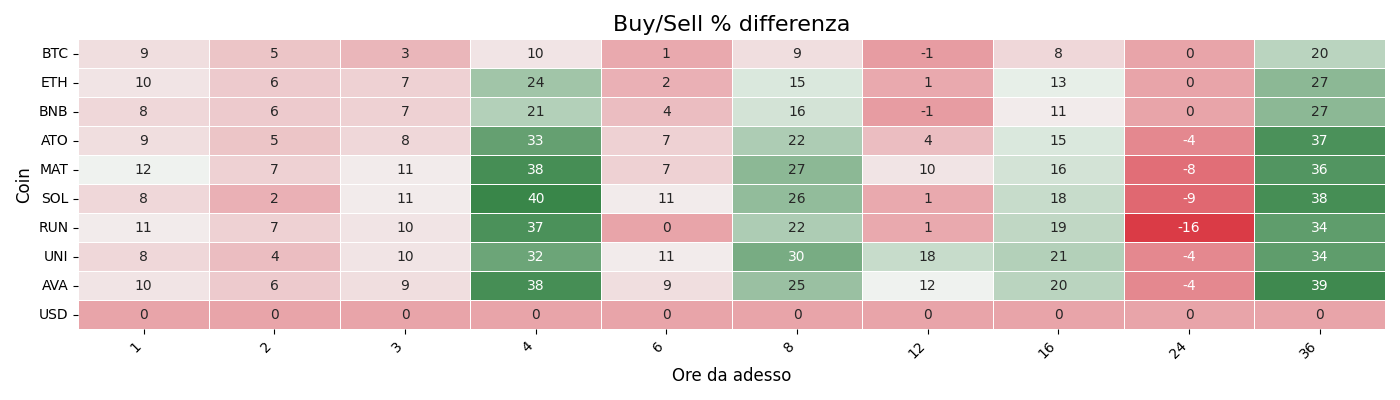 Buy/Sell % differenza
Coin
BTC 9 5 3 10 1 9 -1 8 0 20
ETH 10 6 7 24 2 15 1 13 0 27
BNB 8 6 7 21 4 16 -1 11 0 27
ATO 9 5 8 33 7 22 4 15 -4 37
MAT 12 7 11 38 7 27 10 16 -8 36
SOL 8 2 11 40 11 26 1 18 -9 38
RUN 11 7 10 37 0 22 1 19 -16 34
UNI 8 4 10 32 11 30 18 21 -4 34
AVA 10 6 9 38 9 25 12 20 -4 39
USD 0 0 0 0 0 0 0 0 0 0
1 2 3 4 6 8 12 16 24 36
Ore da adesso